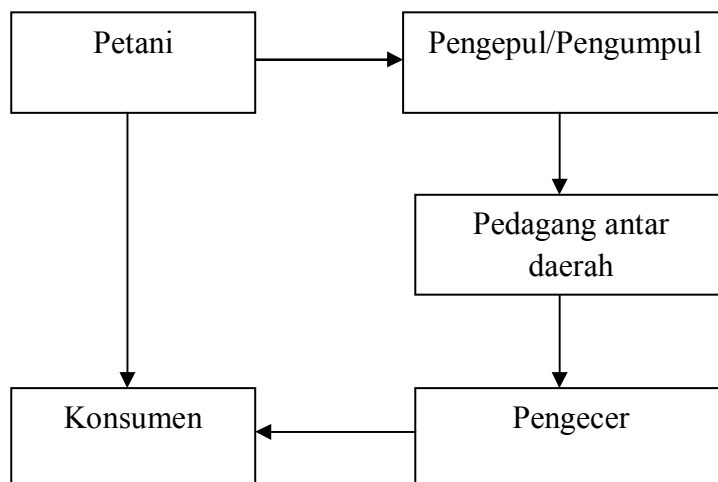 Petani
Pengepul/Pengumpul
Pedagang antar
daerah
Konsumen
Pengecer